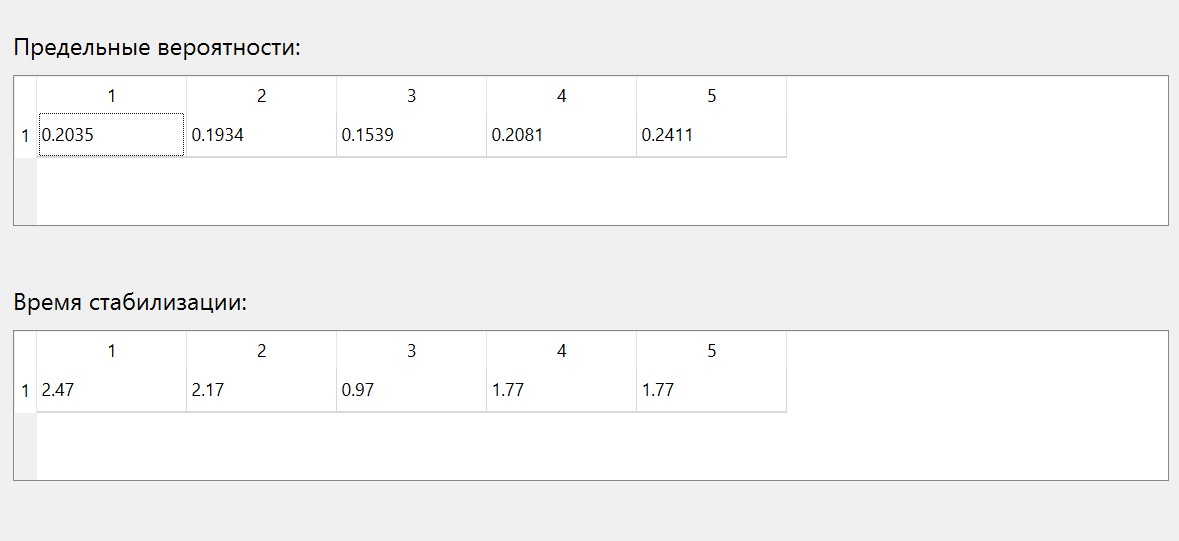 Предельные вероятности:
1 2 3 4 5
1 0.2035 0.1934 0.1539 0.2081 0.2411
Время стабилизации:
1 2 3 4 5
1 2.47 2.17 0.97 1.77 1.77